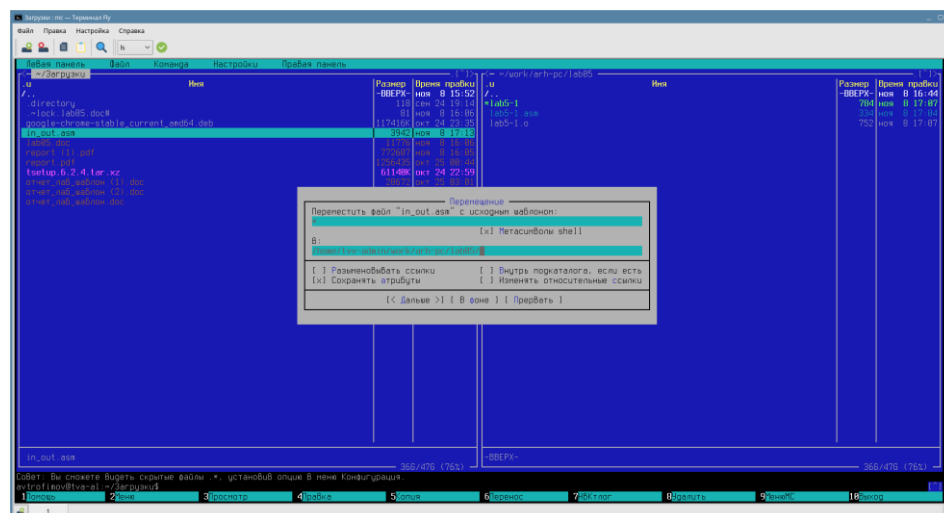 Загрузки : mc — Терминал Fly
Файл Правка Настройка Справка
ls
Левая панель Файл Команда Настройки Правая панель
<- ~/Загрузки .[^]> <- ~/work/arh-pc/lab05 .[^]>
.и Имя Размер Время правки .и Имя Размер Время правки
/.. -ВВЕРХ- ноя 8 15:52 /.. -ВВЕРХ- ноя 8 16:44
.directory 118 сен 24 19:14 *lab5-1 784 ноя 8 17:07
.~lock.lab05.doc# 81 ноя 8 16:06 lab5-1.asm 334 ноя 8 17:04
google-chrome-stable_current_amd64.deb 117416K окт 24 23:35 lab5-1.o 752 ноя 8 17:07
in_out.asm 3942 ноя 8 17:13
lab05.doc 11776 ноя 8 16:06
report (1).pdf 772607 ноя 8 16:05
report.pdf 1256435 окт 25 00:44
tsetup.6.2.4.tar.xz 61140K окт 24 22:59
отчет_лаб_шаблон (1).doc 28672 окт 25 03:01
отчет_лаб_шаблон (2).doc
отчет_лаб_шаблон.doc
Перемещение
Переместить файл "in_out.asm" с исходным шаблоном:
*
[x] Метасимволы shell
В:
/work/arh-pc/lab05/
[ ] Разыменовывать ссылки [ ] Внутрь подкаталога, если есть
[x] Сохранять атрибуты [ ] Изменять относительные ссылки
[< Дальше >] [ В фоне ] [ Прервать ]
in_out.asm -ВВЕРХ-
36G/47G (76%) 36G/47G (76%)
Совет: Вы сможете видеть скрытые файлы .*, установив опцию в меню Конфигурация.
avtrofimov@tva-al:~/Загрузки$ [^]
1Помощь 2Меню 3Просмотр 4Правка 5Копия 6Перенос 7НвКтлог 8Удалить 9МенюMC 10Выход
1